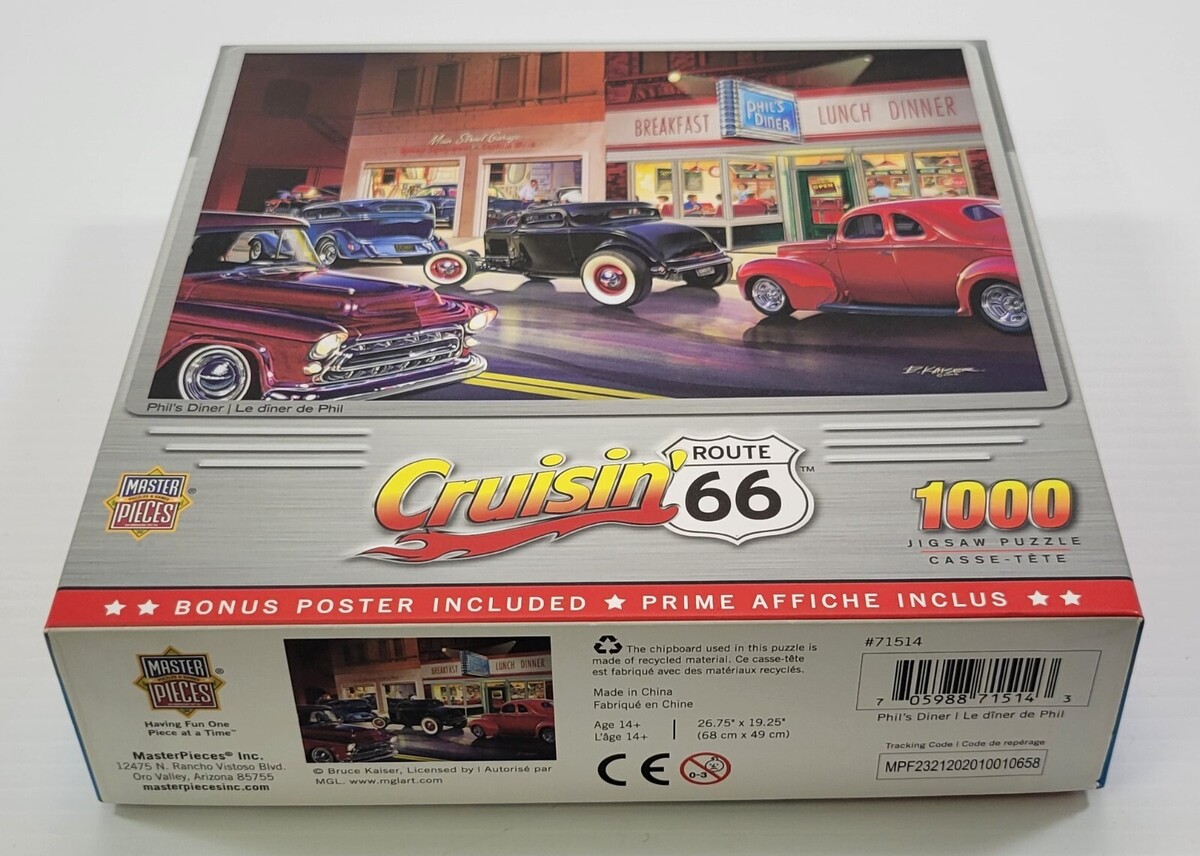 Main Street Garage
BREAKFAST
PHIL'S
DINER
LUNCH DINNER
OPEN
B. KAISER
Phil's Diner | Le dîner de Phil
MASTER
PIECES
®
Cruisin'
ROUTE
66
™
1000
JIGSAW PUZZLE
CASSE-TÊTE
★ ★ BONUS POSTER INCLUDED ★ PRIME AFFICHE INCLUS ★ ★
MASTER
PIECES
®
Having Fun One
Piece at a Time™
MasterPieces® Inc.
12475 N. Rancho Vistoso Blvd.
Oro Valley, Arizona 85755
masterpiecesinc.com
BREAKFAST
LUNCH DINNER
© Bruce Kaiser, Licensed by | Autorisé par
MGL. www.mglart.com
The chipboard used in this puzzle is
made of recycled material. Ce casse-tête
est fabriqué avec des matériaux recyclés.
Made in China
Fabriqué en Chine
Age 14+
L'âge 14+
26.75" x 19.25"
(68 cm x 49 cm)
CE
0-3
#71514
7 05988 71514 3
Phil's Diner | Le dîner de Phil
Tracking Code | Code de repérage
MPF2321202010010658